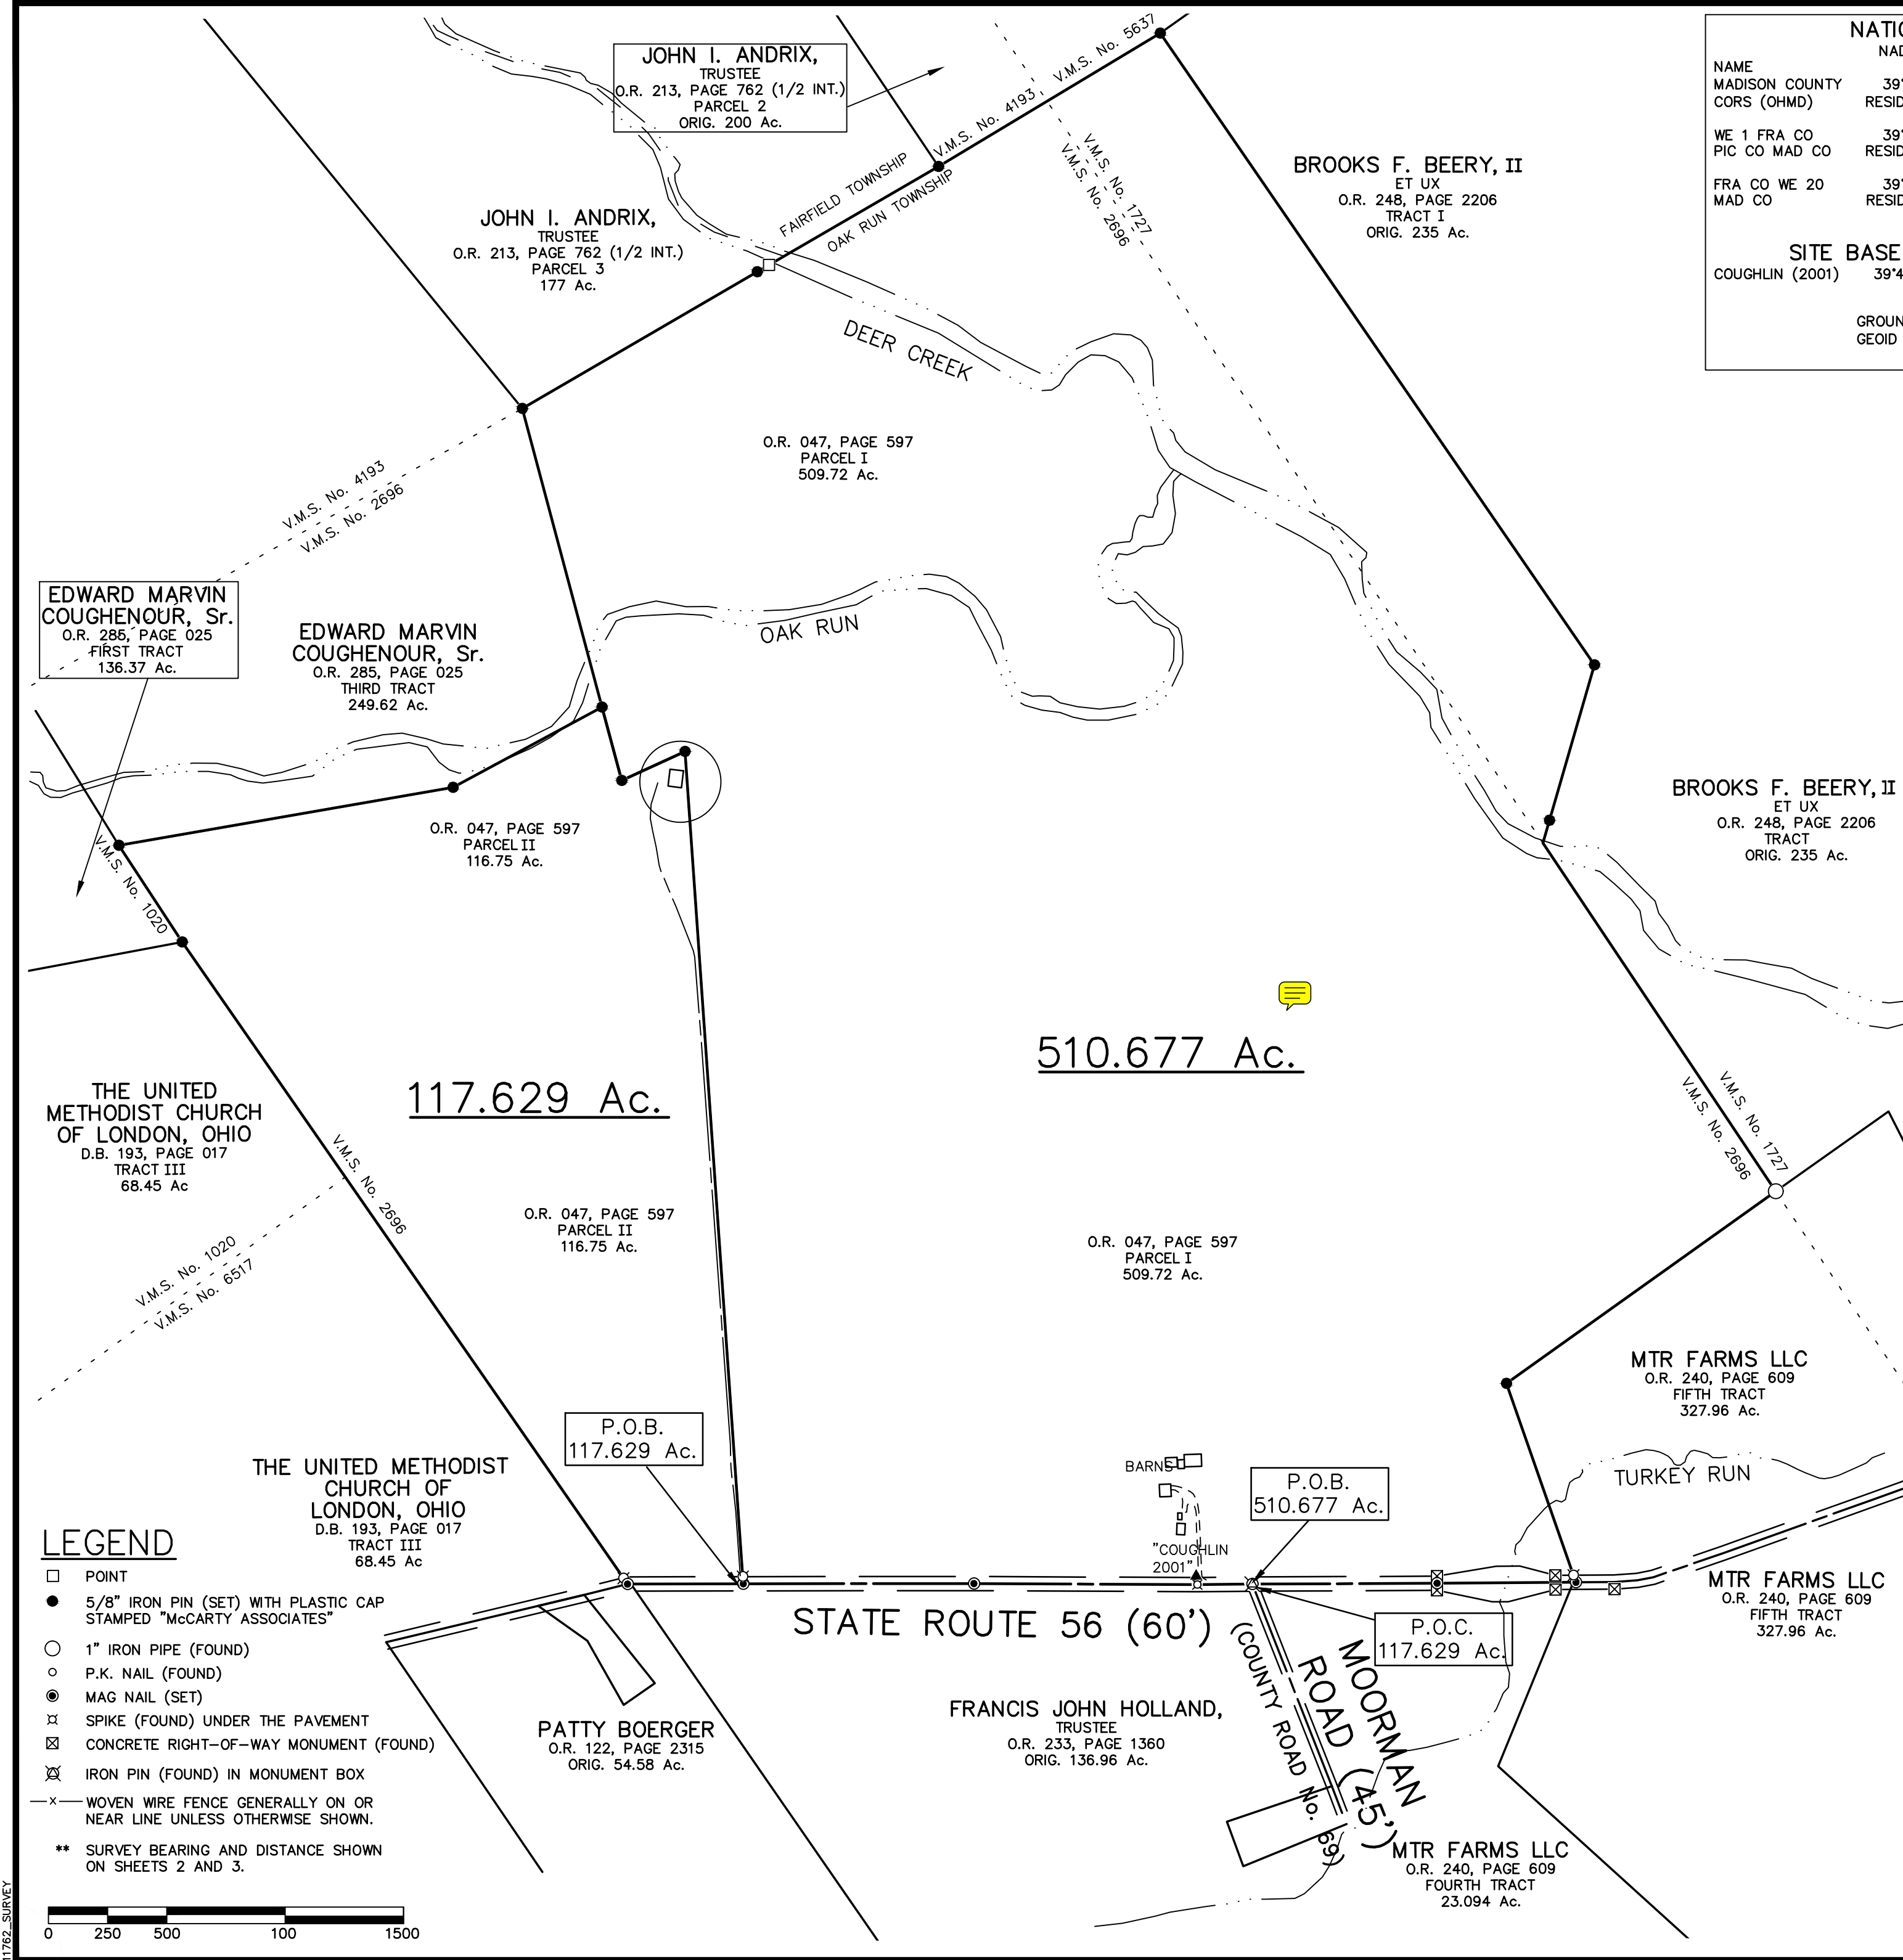 JOHN I. ANDRIX,
TRUSTEE
O.R. 213, PAGE 762 (1/2 INT.)
PARCEL 2
ORIG. 200 Ac.
V.M.S. No. 5637
V.M.S. No. 4193
FAIRFIELD TOWNSHIP
OAK RUN TOWNSHIP
V.M.S. No. 1727
V.M.S. No. 2696
NATIO
NAD
NAME
MADISON COUNTY 39°
CORS (OHMD) RESID
WE 1 FRA CO 39°
PIC CO MAD CO RESID
FRA CO WE 20 39°
MAD CO RESID
SITE BASE
COUGHLIN (2001) 39°4
GROUN
GEOID
BROOKS F. BEERY, II
ET UX
O.R. 248, PAGE 2206
TRACT I
ORIG. 235 Ac.
JOHN I. ANDRIX,
TRUSTEE
O.R. 213, PAGE 762 (1/2 INT.)
PARCEL 3
177 Ac.
DEER CREEK
O.R. 047, PAGE 597
PARCEL I
509.72 Ac.
V.M.S. No. 4193
V.M.S. No. 2696
EDWARD MARVIN
COUGHENOUR, Sr.
O.R. 285, PAGE 025
FIRST TRACT
136.37 Ac.
EDWARD MARVIN
COUGHENOUR, Sr.
O.R. 285, PAGE 025
THIRD TRACT
249.62 Ac.
OAK RUN
BROOKS F. BEERY, II
ET UX
O.R. 248, PAGE 2206
TRACT
ORIG. 235 Ac.
O.R. 047, PAGE 597
PARCEL II
116.75 Ac.
V.M.S. No. 1020
510.677 Ac.
117.629 Ac.
THE UNITED
METHODIST CHURCH
OF LONDON, OHIO
D.B. 193, PAGE 017
TRACT III
68.45 Ac
V.M.S. No. 2696
V.M.S. No. 1727
V.M.S. No. 2696
O.R. 047, PAGE 597
PARCEL II
116.75 Ac.
O.R. 047, PAGE 597
PARCEL I
509.72 Ac.
V.M.S. No. 1020
V.M.S. No. 6517
MTR FARMS LLC
O.R. 240, PAGE 609
FIFTH TRACT
327.96 Ac.
P.O.B.
117.629 Ac.
THE UNITED METHODIST
CHURCH OF
LONDON, OHIO
D.B. 193, PAGE 017
TRACT III
68.45 Ac
BARNS
P.O.B.
510.677 Ac.
TURKEY RUN
"COUGHLIN
2001"
MTR FARMS LLC
O.R. 240, PAGE 609
FIFTH TRACT
327.96 Ac.
STATE ROUTE 56 (60')
P.O.C.
117.629 Ac.
MOORMAN
ROAD (45')
(COUNTY ROAD No. 69)
PATTY BOERGER
O.R. 122, PAGE 2315
ORIG. 54.58 Ac.
FRANCIS JOHN HOLLAND,
TRUSTEE
O.R. 233, PAGE 1360
ORIG. 136.96 Ac.
MTR FARMS LLC
O.R. 240, PAGE 609
FOURTH TRACT
23.094 Ac.
LEGEND
POINT
5/8" IRON PIN (SET) WITH PLASTIC CAP
STAMPED "McCARTY ASSOCIATES"
1" IRON PIPE (FOUND)
P.K. NAIL (FOUND)
MAG NAIL (SET)
SPIKE (FOUND) UNDER THE PAVEMENT
CONCRETE RIGHT-OF-WAY MONUMENT (FOUND)
IRON PIN (FOUND) IN MONUMENT BOX
x WOVEN WIRE FENCE GENERALLY ON OR
NEAR LINE UNLESS OTHERWISE SHOWN.
** SURVEY BEARING AND DISTANCE SHOWN
ON SHEETS 2 AND 3.
0 250 500 100 1500
11762_SURVEY